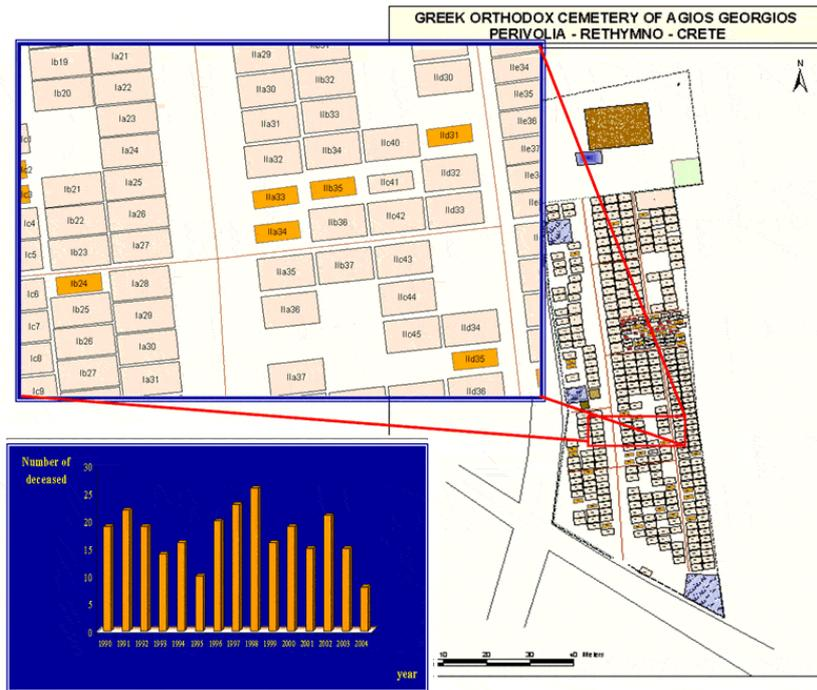 GREEK ORTHODOX CEMETERY OF AGIOS GEORGIOS
PERIVOLIA - RETHYMNO - CRETE
N
Ib19
Ia21
Ib20
Ia22
Ia23
Ia24
Ib21
Ia25
Ib22
Ia26
Ib23
Ia27
Ic4
Ic5
Ic6
Ib24
Ia28
Ib25
Ia29
Ic7
Ib26
Ia30
Ic8
Ib27
Ia31
Ic9
IIa29
IIa30
IIb32
IIa31
IIb33
IIa32
IIb34
IIc40
IId31
IId30
IIa33
IIb35
IIc41
IId32
IIa34
IIb36
IIc42
IId33
IIa35
IIb37
IIc43
IIa36
IIc44
IIc45
IId34
IId35
IIa37
IId36
IIe34
IIe35
IIe36
IIe37
Number of
deceased
30
25
20
15
10
5
0
1990 1991 1992 1993 1994 1995 1996 1997 1998 1999 2000 2001 2002 2003 2004
year
10 20 30 40 Meters